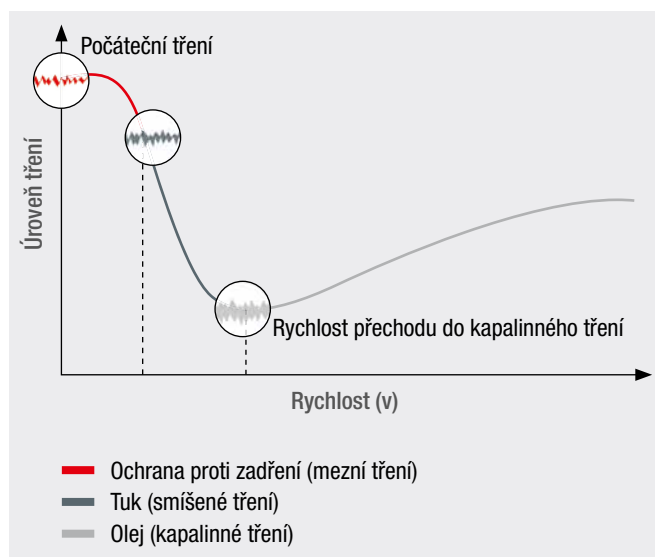 Počáteční tření
Úroveň tření
Rychlost přechodu do kapalinného tření
Rychlost (v)
Ochrana proti zadření (mezní tření)
Tuk (smíšené tření)
Olej (kapalinné tření)